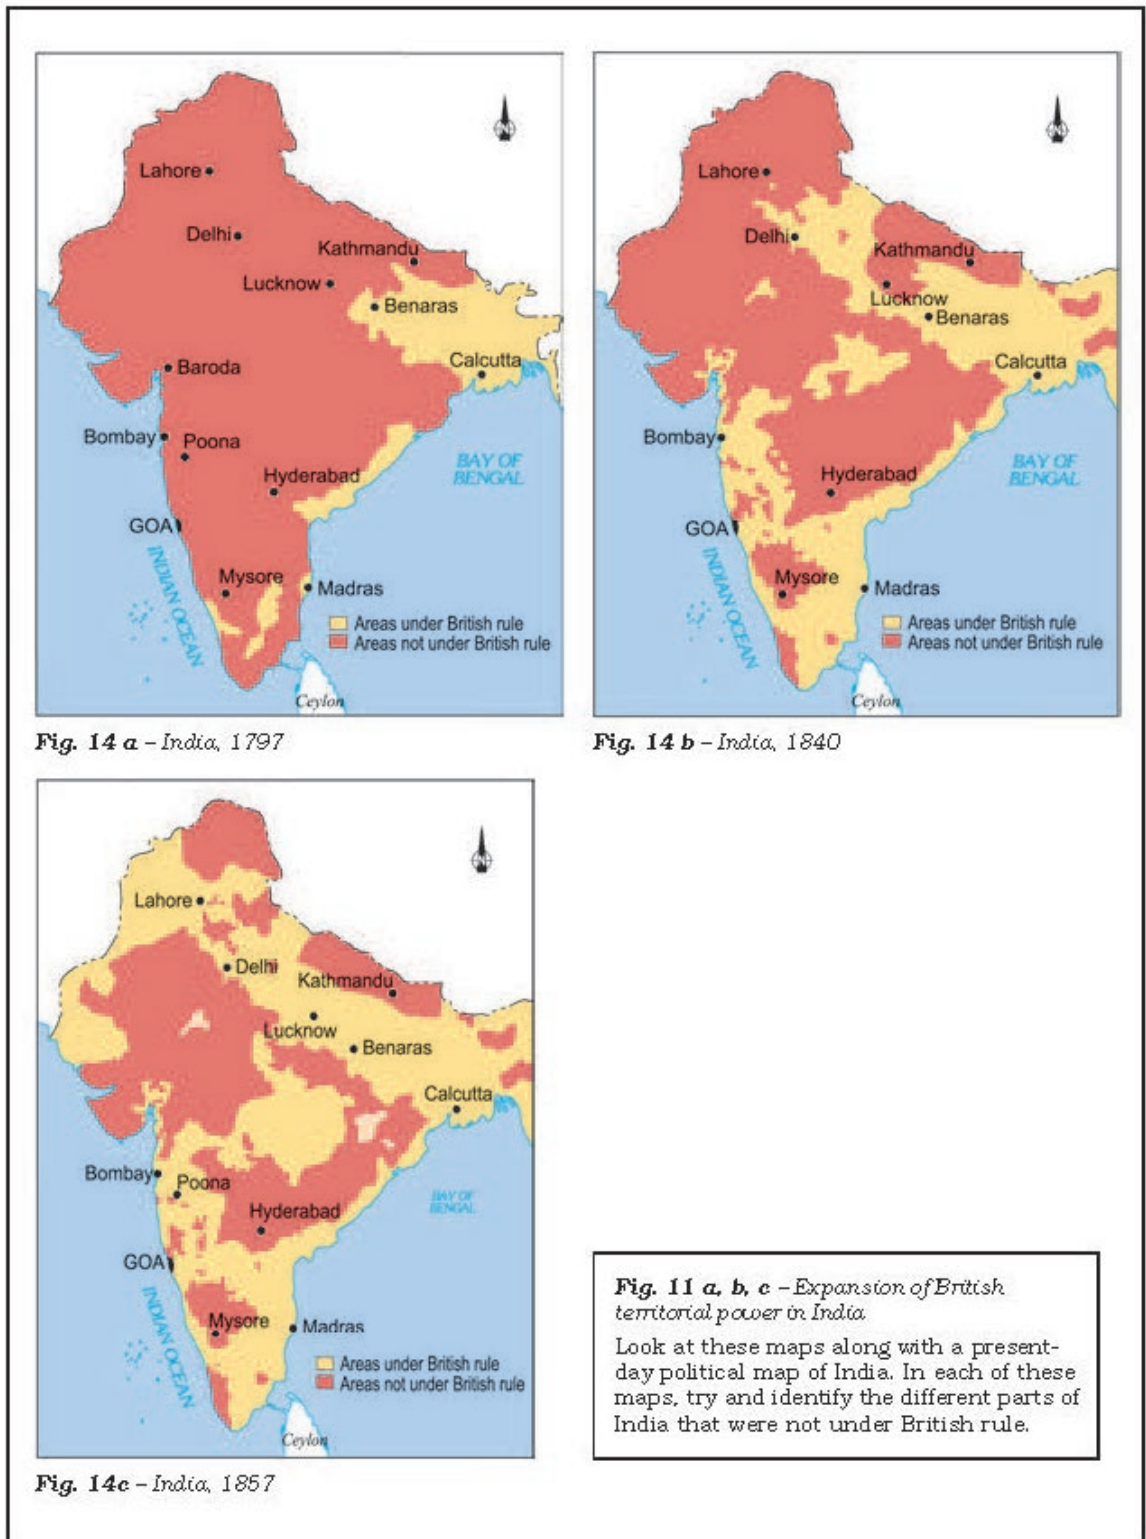 Lahore
Delhi
Kathmandu
Lucknow
Benaras
Baroda
Calcutta
Bombay
Poona
BAY OF
BENGAL
Hyderabad
GOA
INDIAN OCEAN
Mysore
Madras
Areas under British rule
Areas not under British rule
Ceylon
N
Fig. 14 a – India, 1797
Lahore
Delhi
Kathmandu
Lucknow
Benaras
Calcutta
Bombay
BAY OF
BENGAL
Hyderabad
GOA
INDIAN OCEAN
Mysore
Madras
Areas under British rule
Areas not under British rule
Ceylon
N
Fig. 14 b – India, 1840
Lahore
Delhi
Kathmandu
Lucknow
Benaras
Calcutta
Bombay
Poona
BAY OF
BENGAL
Hyderabad
GOA
INDIAN OCEAN
Mysore
Madras
Areas under British rule
Areas not under British rule
Ceylon
N
Fig. 14c – India, 1857
Fig. 11 a, b, c – Expansion of British
territorial power in India
Look at these maps along with a present-
day political map of India. In each of these
maps, try and identify the different parts of
India that were not under British rule.